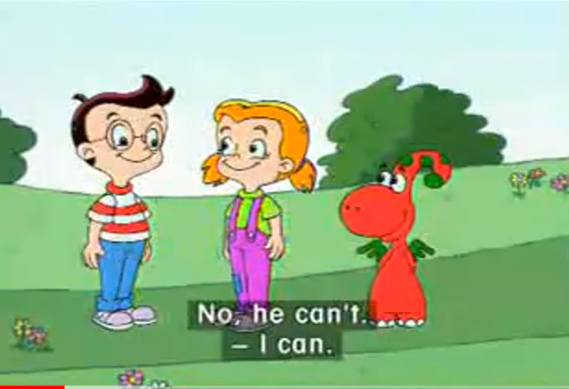 No, he can't.
– I can.